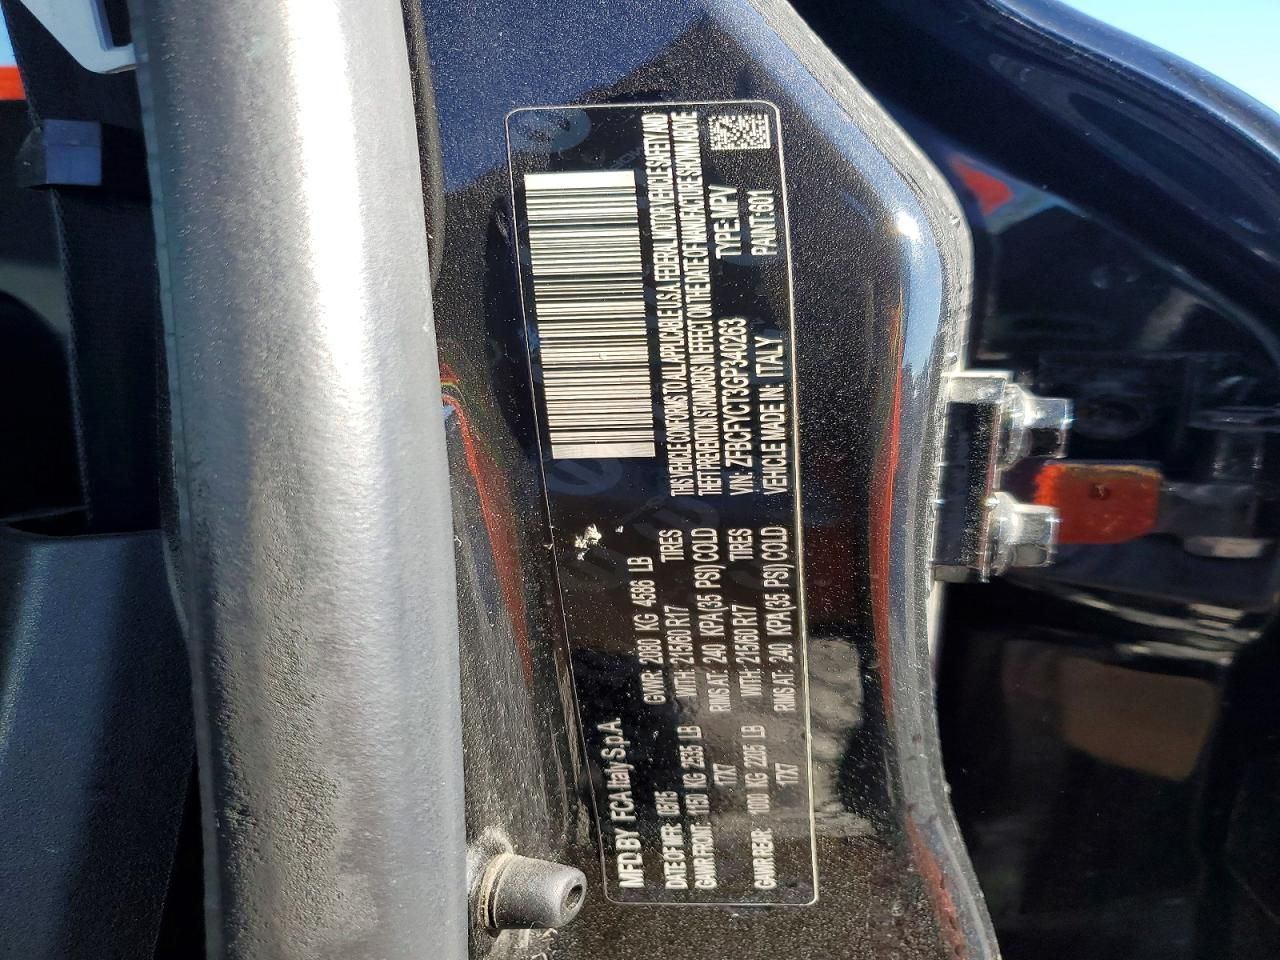 MFD BY FCA Italy S.p.A.
DATE OF MFR: GVWR: 2080 KG 4586 LB
GAWR FRONT: 1150 KG 2535 LB WITH: 215/60 R17 TIRES
17X7 RIMS AT: 240 KPA(35 PSI) COLD
GAWR REAR: 1000 KG 2205 LB WITH: 215/60 R17 TIRES
17X7 RIMS AT: 240 KPA(35 PSI) COLD
THIS VEHICLE CONFORMS TO ALL APPLICABLE U.S.A. FEDERAL MOTOR VEHICLE SAFETY AND
THEFT PREVENTION STANDARDS IN EFFECT ON THE DATE OF MANUFACTURE SHOWN ABOVE
VIN: ZFBCFYCT3GP340263 TYPE: MPV
VEHICLE MADE IN: ITALY PAINT: 601